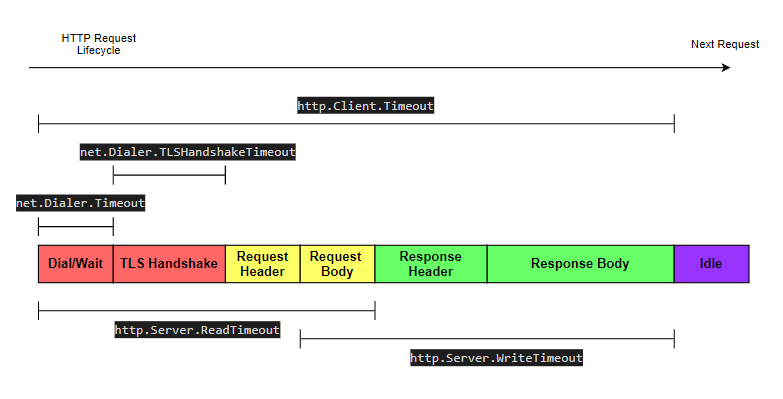 HTTP Request
Lifecycle
Next Request
http.Client.Timeout
net.Dialer.TLSHandshakeTimeout
net.Dialer.Timeout
Dial/Wait
TLS Handshake
Request
Header
Request
Body
Response
Header
Response Body
Idle
http.Server.ReadTimeout
http.Server.WriteTimeout